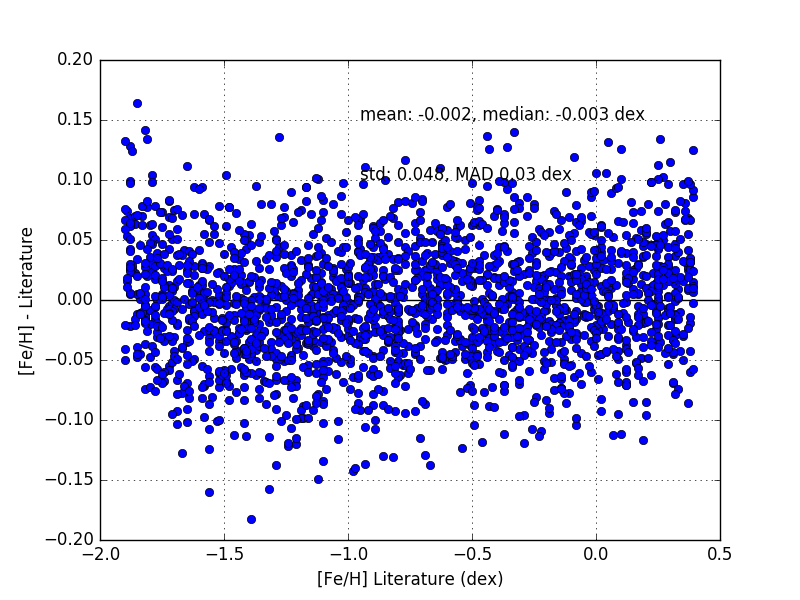 0.20
mean: -0.002, median: -0.003 dex
0.15
std: 0.048, MAD 0.03 dex
0.10
0.05
[Fe/H] - Literature
0.00
−0.05
−0.10
−0.15
−0.20
−2.0 −1.5 −1.0 −0.5 0.0 0.5
[Fe/H] Literature (dex)